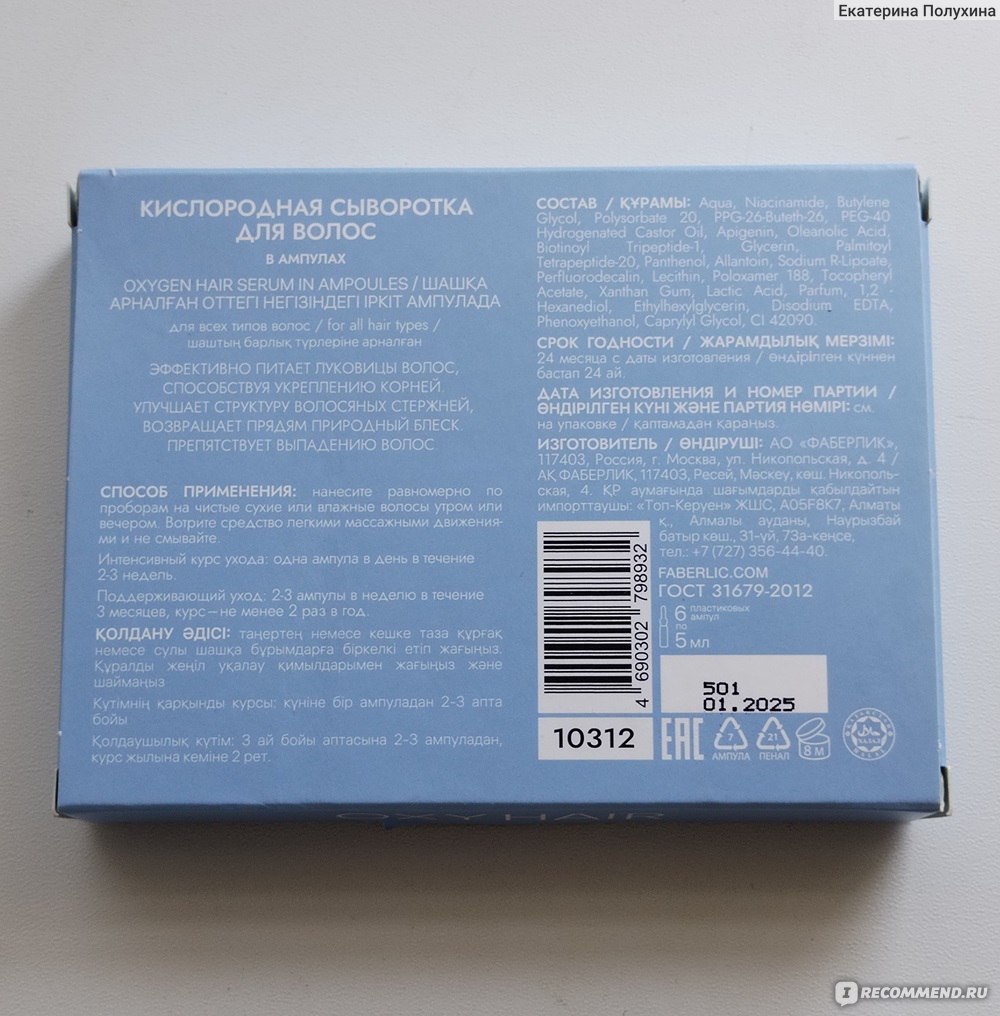 Екатерина Полухина
КИСЛОРОДНАЯ СЫВОРОТКА
ДЛЯ ВОЛОС
В АМПУЛАХ
OXYGEN HAIR SERUM IN AMPOULES / ШАШҚА
АРНАЛҒАН ОТТЕГІ НЕГІЗІНДЕГІ ІРКІТ АМПУЛАДА
для всех типов волос / for all hair types /
шаштың барлық түрлеріне арналған
ЭФФЕКТИВНО ПИТАЕТ ЛУКОВИЦЫ ВОЛОС,
СПОСОБСТВУЯ УКРЕПЛЕНИЮ КОРНЕЙ.
УЛУЧШАЕТ СТРУКТУРУ ВОЛОСЯНЫХ СТЕРЖНЕЙ,
ВОЗВРАЩАЕТ ПРЯДЯМ ПРИРОДНЫЙ БЛЕСК.
ПРЕПЯТСТВУЕТ ВЫПАДЕНИЮ ВОЛОС
СПОСОБ ПРИМЕНЕНИЯ: нанесите равномерно по
проборам на чистые сухие или влажные волосы утром или
вечером. Вотрите средство легкими массажными движени-
ями и не смывайте.
Интенсивный курс ухода: одна ампула в день в течение
2-3 недель.
Поддерживающий уход: 2-3 ампулы в неделю в течение
3 месяцев, курс — не менее 2 раз в год.
ҚОЛДАНУ ӘДІСІ: таңертең немесе кешке таза құрғақ
немесе сулы шашқа бұрымдарға біркелкі етіп жағыңыз.
Құралды жеңіл уқалау қимылдарымен жағыңыз және
шаймаңыз
Күтімнің қарқынды курсы: күніне бір ампуладан 2-3 апта
бойы
Қолдаушылық күтім: 3 ай бойы аптасына 2-3 ампуладан,
курс жылына кеміне 2 рет.
СОСТАВ / ҚҰРАМЫ: Aqua, Niacinamide, Butylene
Glycol, Polysorbate 20, PPG-26-Buteth-26, PEG-40
Hydrogenated Castor Oil, Apigenin, Oleanolic Acid,
Biotinoyl Tripeptide-1, Glycerin, Palmitoyl
Tetrapeptide-20, Panthenol, Allantoin, Sodium R-Lipoate,
Perfluorodecalin, Lecithin, Poloxamer 188, Tocopheryl
Acetate, Xanthan Gum, Lactic Acid, Parfum, 1,2 -
Hexanediol, Ethylhexylglycerin, Disodium EDTA,
Phenoxyethanol, Caprylyl Glycol, CI 42090.
СРОК ГОДНОСТИ / ЖАРАМДЫЛЫҚ МЕРЗІМІ:
24 месяца с даты изготовления / өндірілген күннен
бастап 24 ай.
ДАТА ИЗГОТОВЛЕНИЯ И НОМЕР ПАРТИИ /
ӨНДІРІЛГЕН КҮНІ ЖӘНЕ ПАРТИЯ НӨМІРІ: см.
на упаковке / қаптамадан қараңыз.
ИЗГОТОВИТЕЛЬ / ӨНДІРУШІ: АО «ФАБЕРЛИК»,
117403, Россия, г. Москва, ул. Никопольская, д. 4 /
АҚ ФАБЕРЛИК, 117403, Ресей, Мәскеу, көш. Никополь-
ская, 4. ҚР аумағында шағымдарды қабылдайтын
импорттаушы: «Топ-Керуен» ЖШС, A05F8K7, Алматы
қ., Алмалы ауданы, Наурызбай
батыр көш., 31-үй, 73а-кеңсе,
тел.: +7 (727) 356-44-40.
FABERLIC.COM
ГОСТ 31679-2012
6 пластиковых
ампул
по
5 мл
4 690302 798932
501
01.2025
10312
EAC
7
АМПУЛА
21
ПЕНАЛ
8 М
OXY HAIR
IRECOMMEND.RU